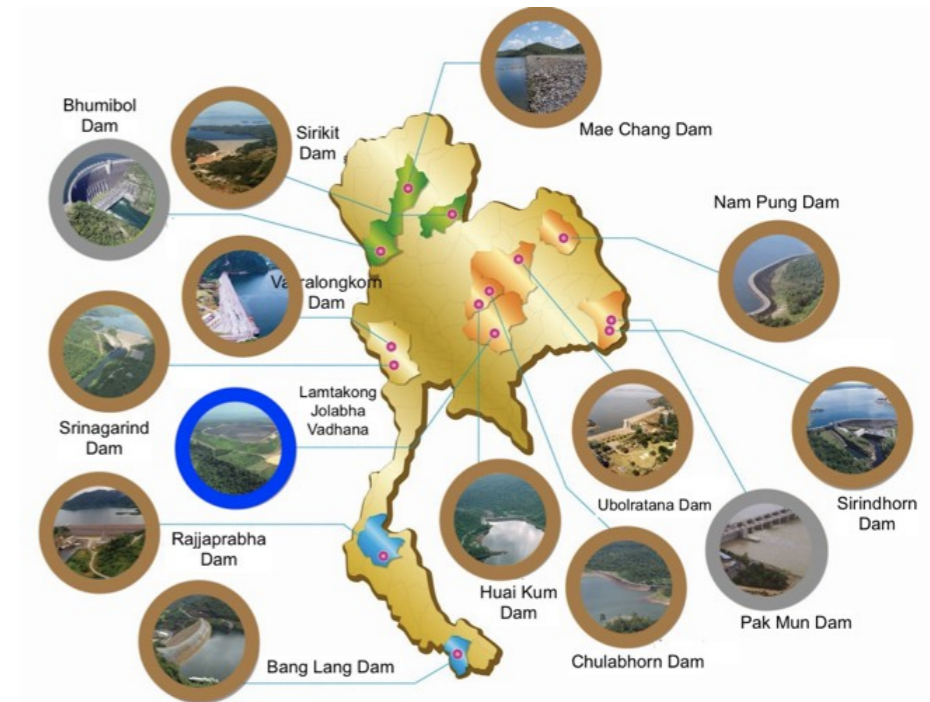 Mae Chang Dam
Bhumibol
Dam
Sirikit
Dam
Nam Pung Dam
Vajiralongkorn
Dam
Srinagarind
Dam
Lamtakong
Jolabha
Vadhana
Ubolratana Dam
Sirindhorn
Dam
Rajjaprabha
Dam
Huai Kum
Dam
Pak Mun Dam
Chulabhorn Dam
Bang Lang Dam